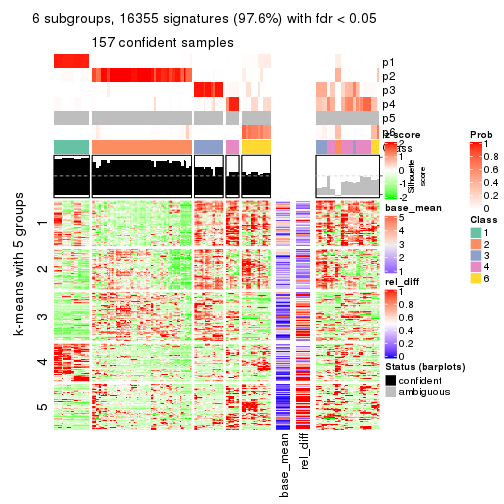 6 subgroups, 16355 signatures (97.6%) with fdr < 0.05
157 confident samples
p1
p2
p3
p4
p5
p6
Class
z-score
2
1
0
-1
-2
Silhouette
score
k-means with 5 groups
1
2
3
4
5
base_mean
rel_diff
base_mean
5
4
3
2
1
rel_diff
1
0.8
0.6
0.4
0.2
0
Status (barplots)
confident
ambiguous
Prob
1
0.8
0.6
0.4
0.2
0
Class
1
2
3
4
6